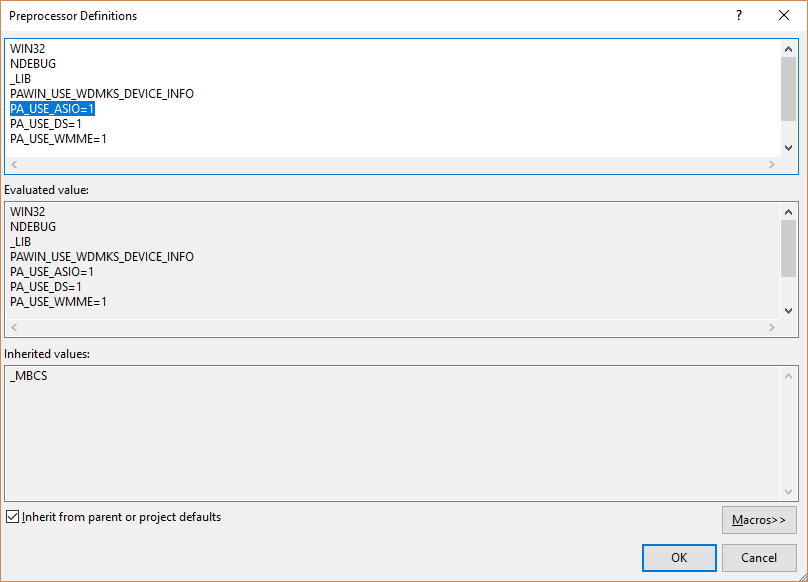 Preprocessor Definitions
?
WIN32
NDEBUG
_LIB
PAWIN_USE_WDMKS_DEVICE_INFO
PA_USE_ASIO=1
PA_USE_DS=1
PA_USE_WMME=1
Evaluated value:
WIN32
NDEBUG
_LIB
PAWIN_USE_WDMKS_DEVICE_INFO
PA_USE_ASIO=1
PA_USE_DS=1
PA_USE_WMME=1
Inherited values:
_MBCS
Inherit from parent or project defaults
Macros>>
OK
Cancel